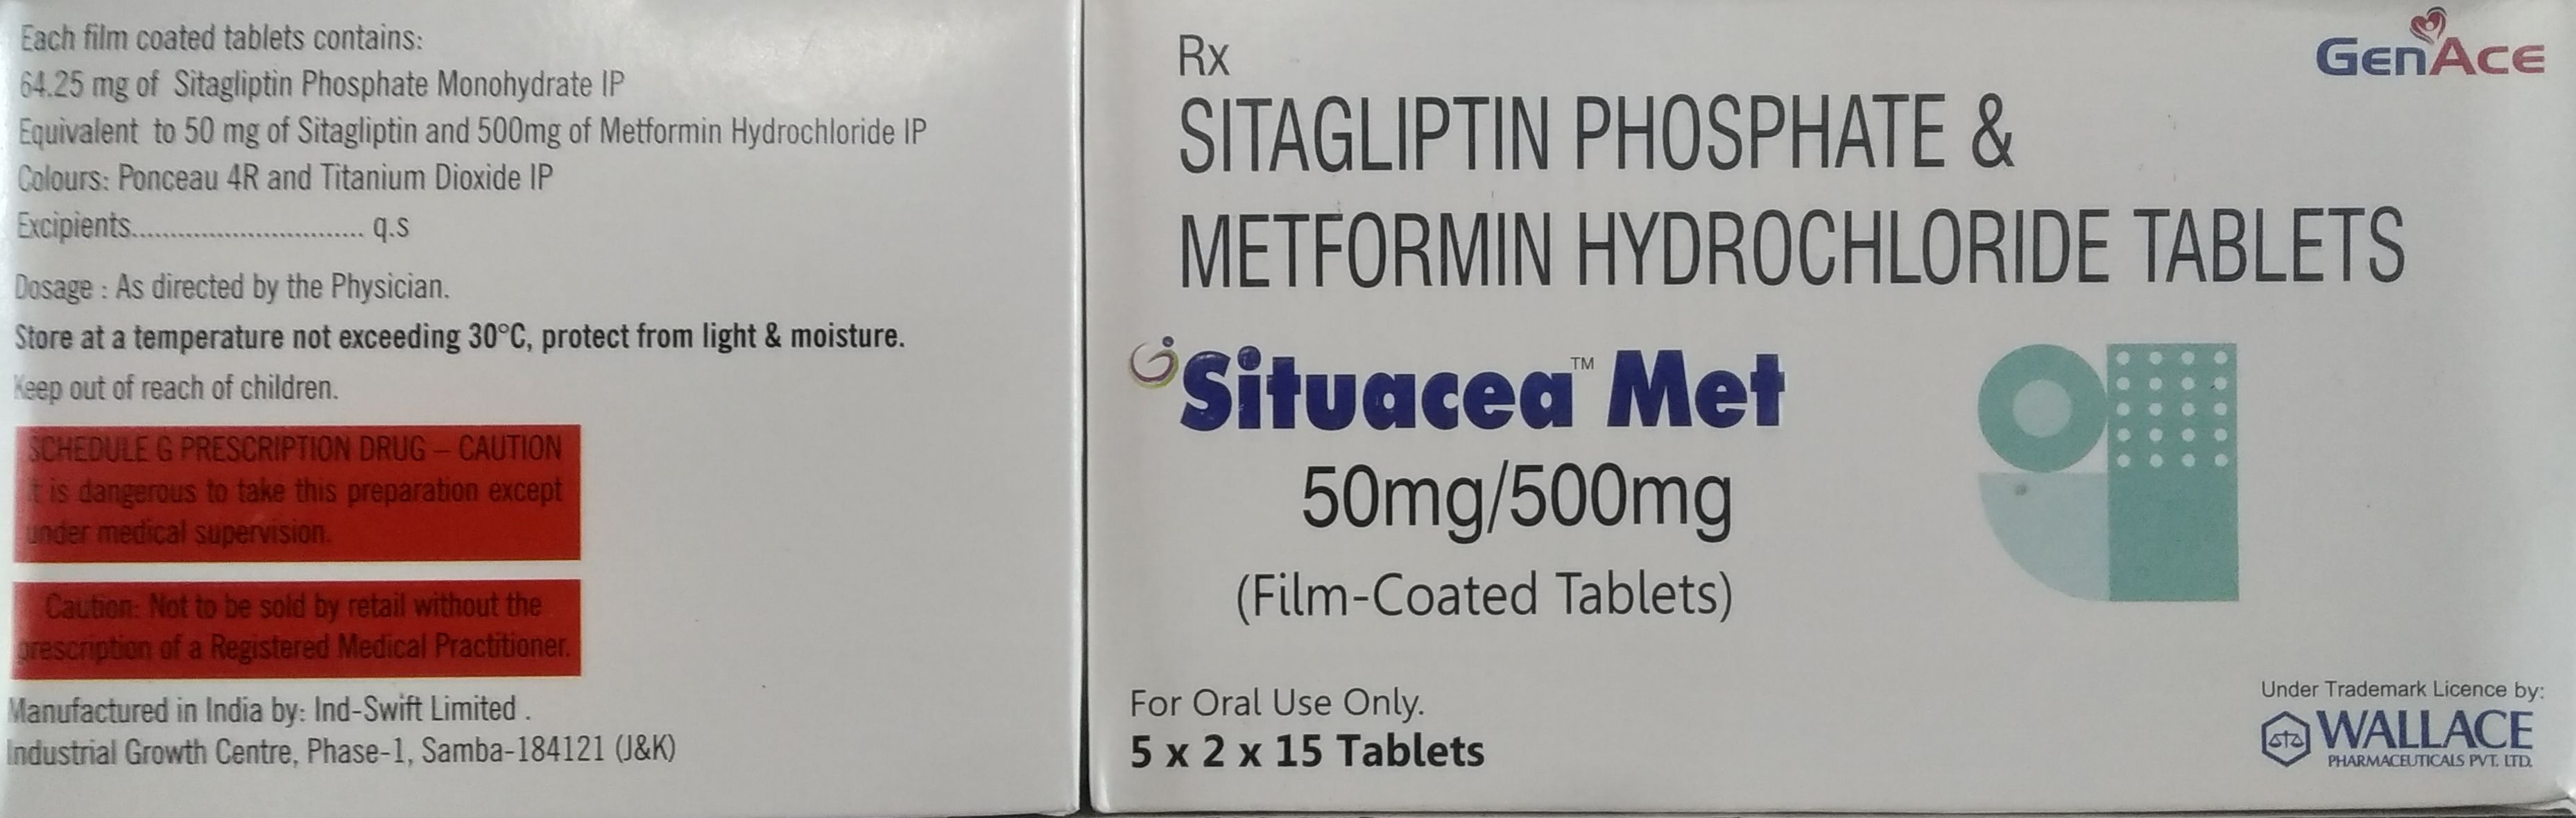 Each film coated tablets contains:
64.25 mg of Sitagliptin Phosphate Monohydrate IP
Equivalent to 50 mg of Sitagliptin and 500mg of Metformin Hydrochloride IP
Colours: Ponceau 4R and Titanium Dioxide IP
Excipients............................... q.s
Dosage : As directed by the Physician.
Store at a temperature not exceeding 30°C, protect from light & moisture.
Keep out of reach of children.
SCHEDULE G PRESCRIPTION DRUG – CAUTION
It is dangerous to take this preparation except
under medical supervision.
Caution: Not to be sold by retail without the
prescription of a Registered Medical Practitioner.
Manufactured in India by: Ind-Swift Limited .
Industrial Growth Centre, Phase-1, Samba-184121 (J&K)
GenAce
Rx
SITAGLIPTIN PHOSPHATE &
METFORMIN HYDROCHLORIDE TABLETS
Situacea™ Met
50mg/500mg
(Film-Coated Tablets)
For Oral Use Only.
5 x 2 x 15 Tablets
Under Trademark Licence by:
WALLACE
PHARMACEUTICALS PVT. LTD.